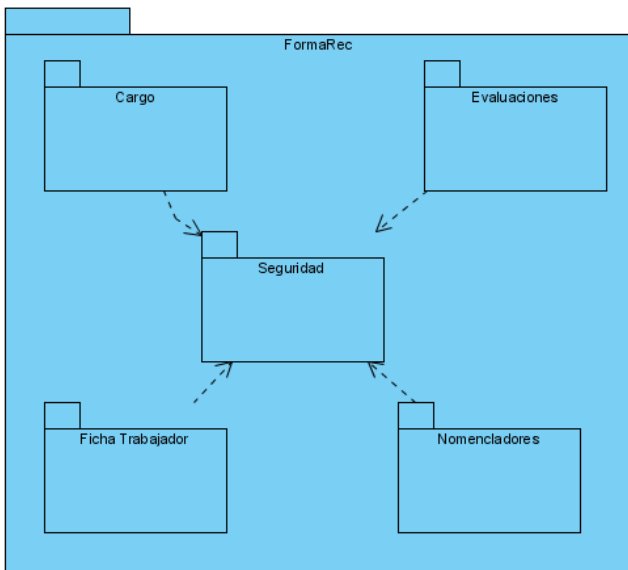 FormaRec
Cargo
Evaluaciones
Seguridad
Ficha Trabajador
Nomencladores